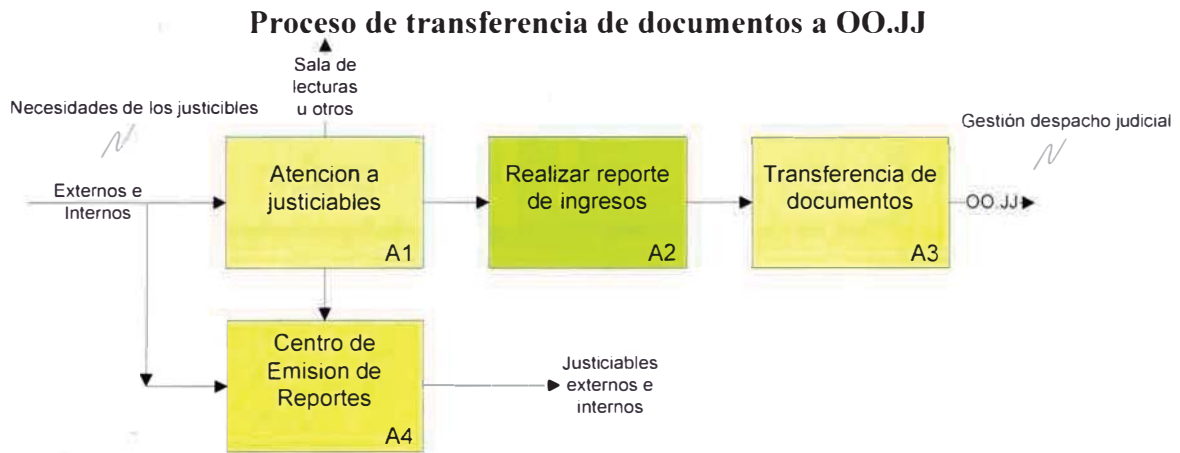 Proceso de transferencia de documentos a OO.JJ
Sala de
lecturas
u otros
Necesidades de los justicibles
Gestión despacho judicial
Externos e
Internos
Atencion a
justiciables
A1
Realizar reporte
de ingresos
A2
Transferencia de
documentos
A3
OO.JJ
Centro de
Emision de
Reportes
A4
Justiciables
externos e
internos